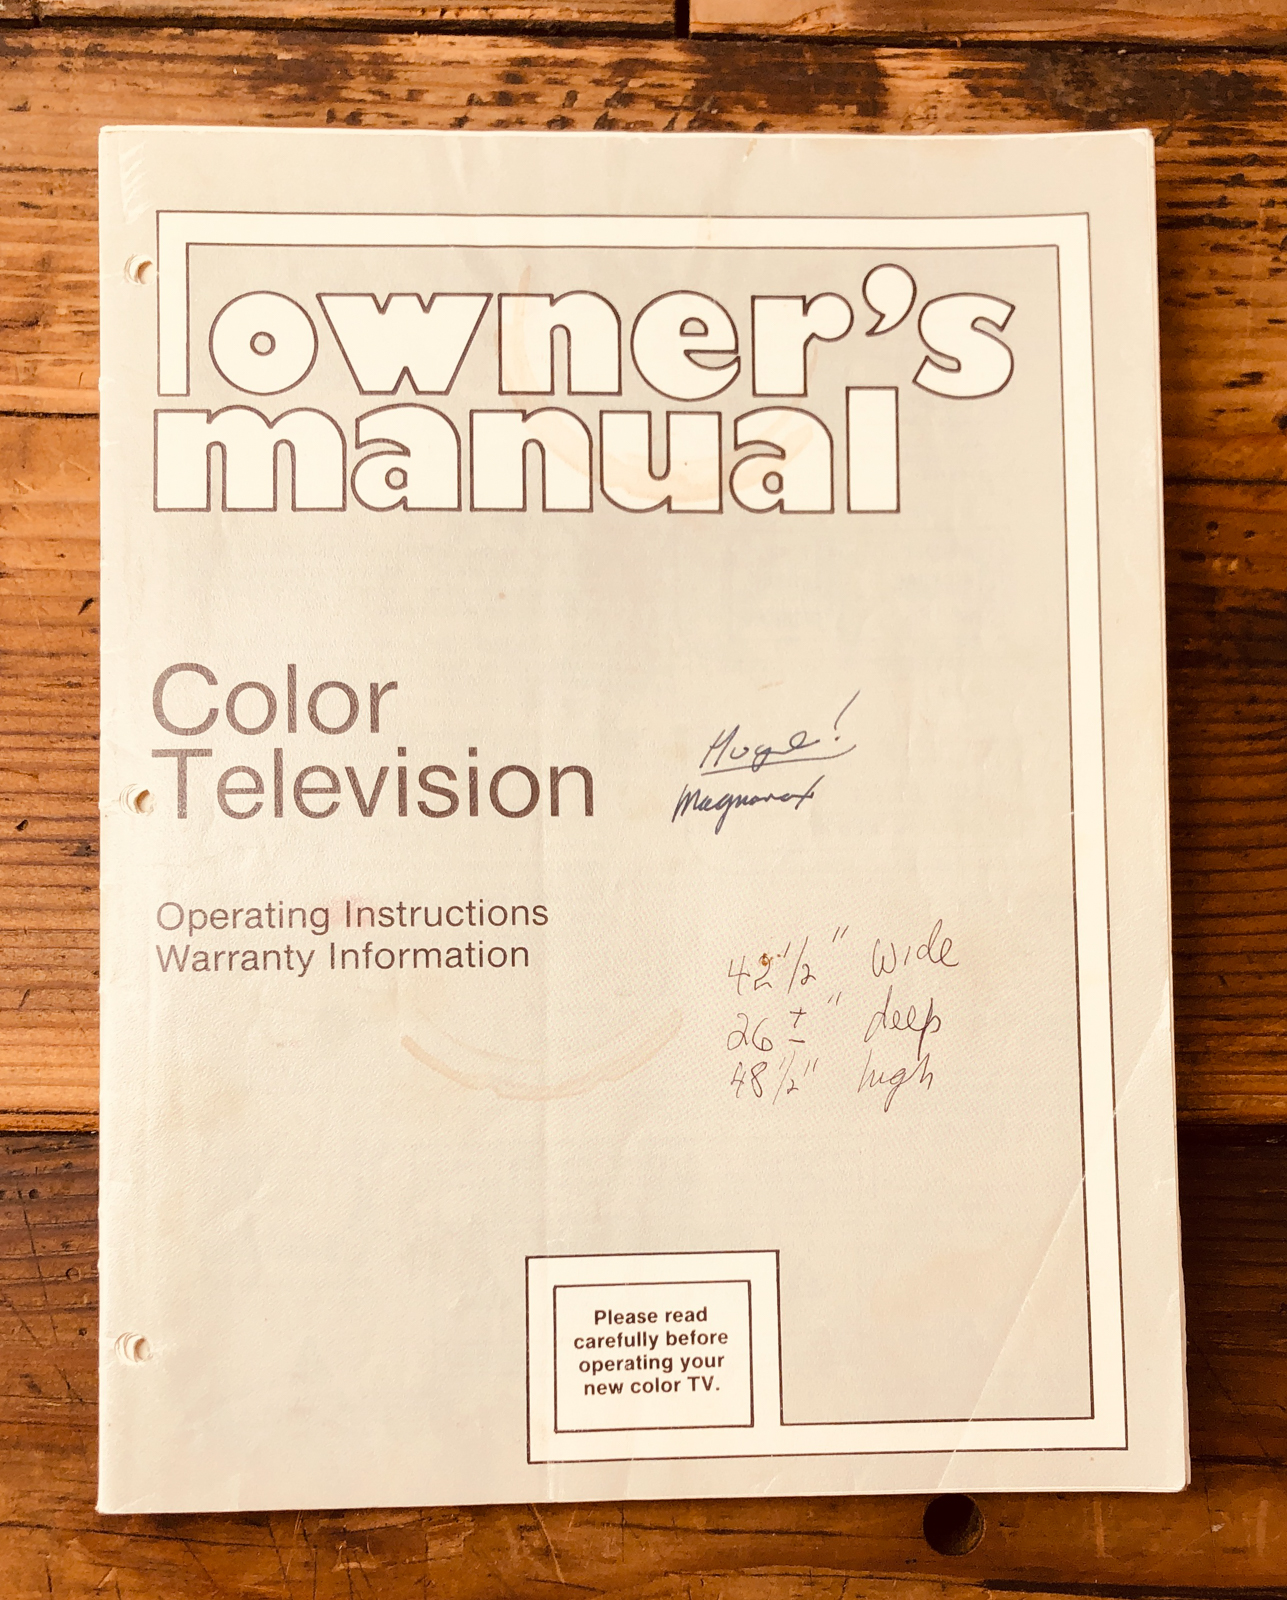 owner's
manual
Color
Television
Huge!
Magnavox
Operating Instructions
Warranty Information
42 1/2" wide
26 ±" deep
48 1/2" high
Please read
carefully before
operating your
new color TV.